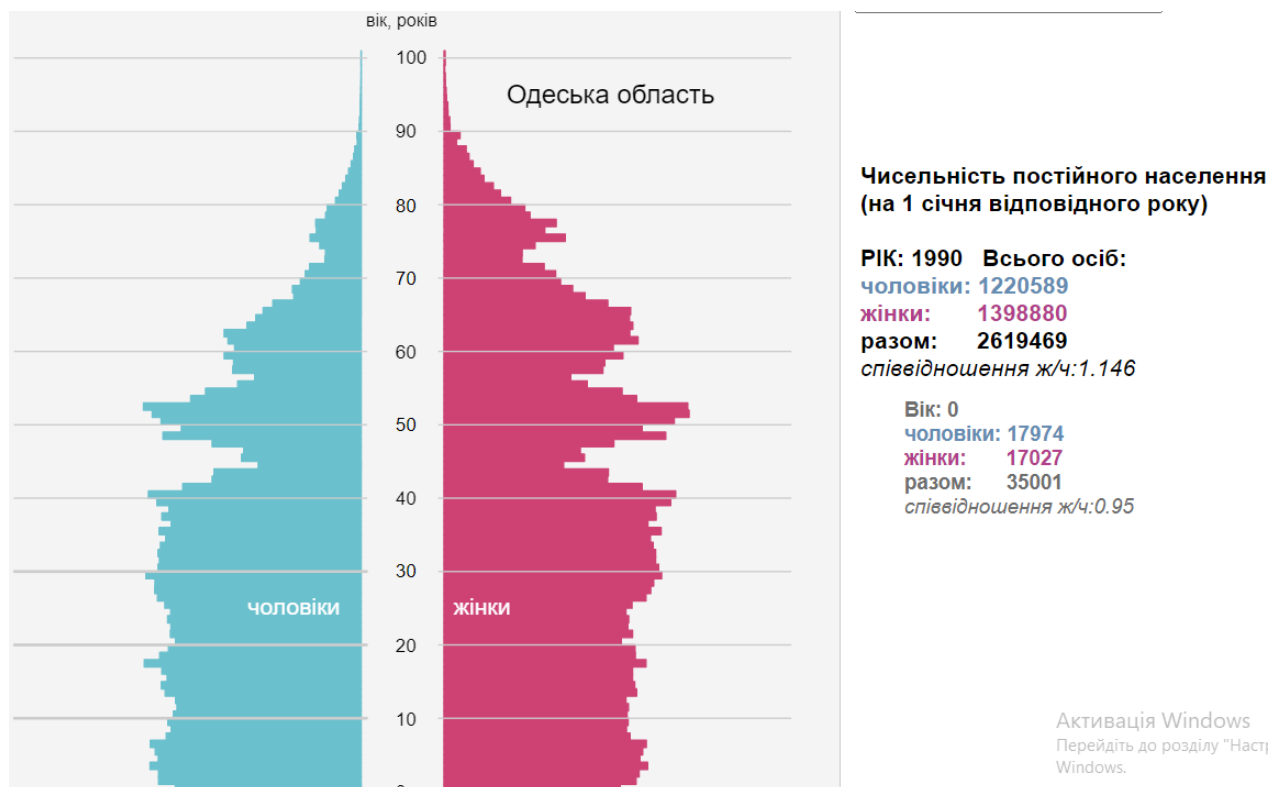 вік, років
100
Одеська область
90
80
70
60
50
40
30
20
10
чоловіки
жінки
Чисельність постійного населення
(на 1 січня відповідного року)
РІК: 1990 Всього осіб:
чоловіки: 1220589
жінки: 1398880
разом: 2619469
співвідношення ж/ч:1.146
Вік: 0
чоловіки: 17974
жінки: 17027
разом: 35001
співвідношення ж/ч:0.95
Активація Windows
Перейдіть до розділу "Наст
Windows.